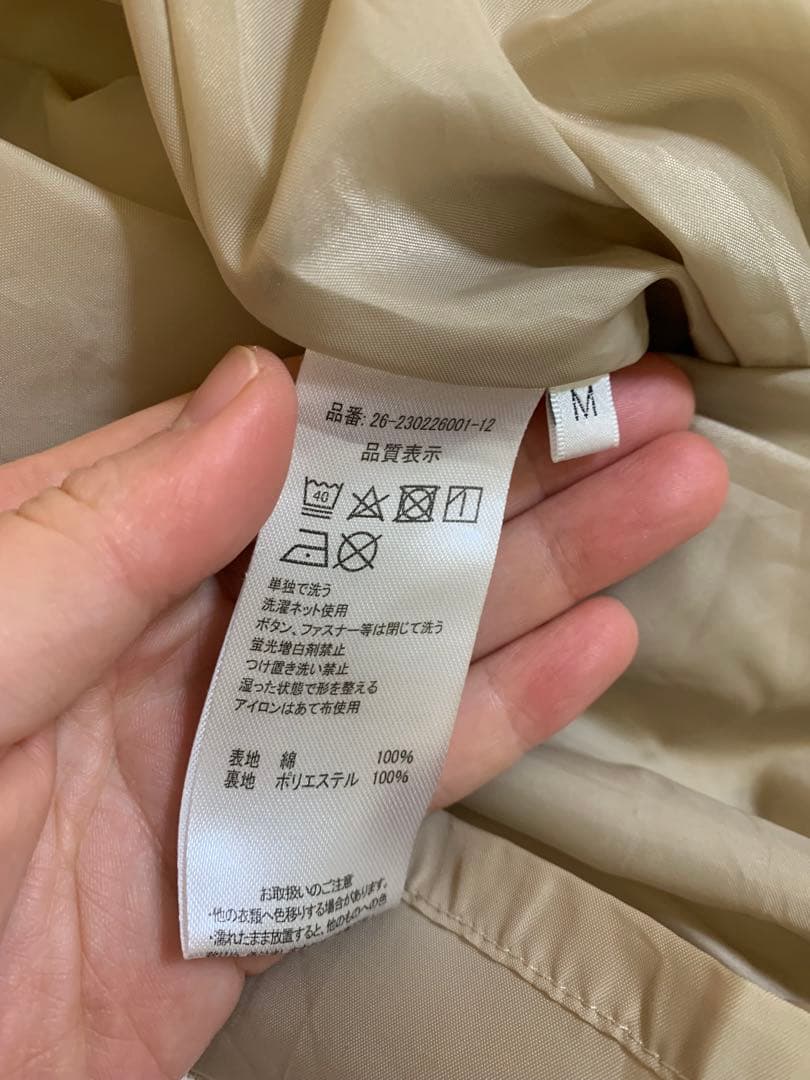 品番: 26-230226001-12
M
品質表示
40
単独で洗う
洗濯ネット使用
ボタン、ファスナー等は閉じて洗う
蛍光増白剤禁止
つけ置き洗い禁止
湿った状態で形を整える
アイロンはあて布使用
表地 綿 100%
裏地 ポリエステル 100%
お取扱いのご注意
・他の衣類へ色移りする場合があります。
・濡れたまま放置すると、他のものへの色